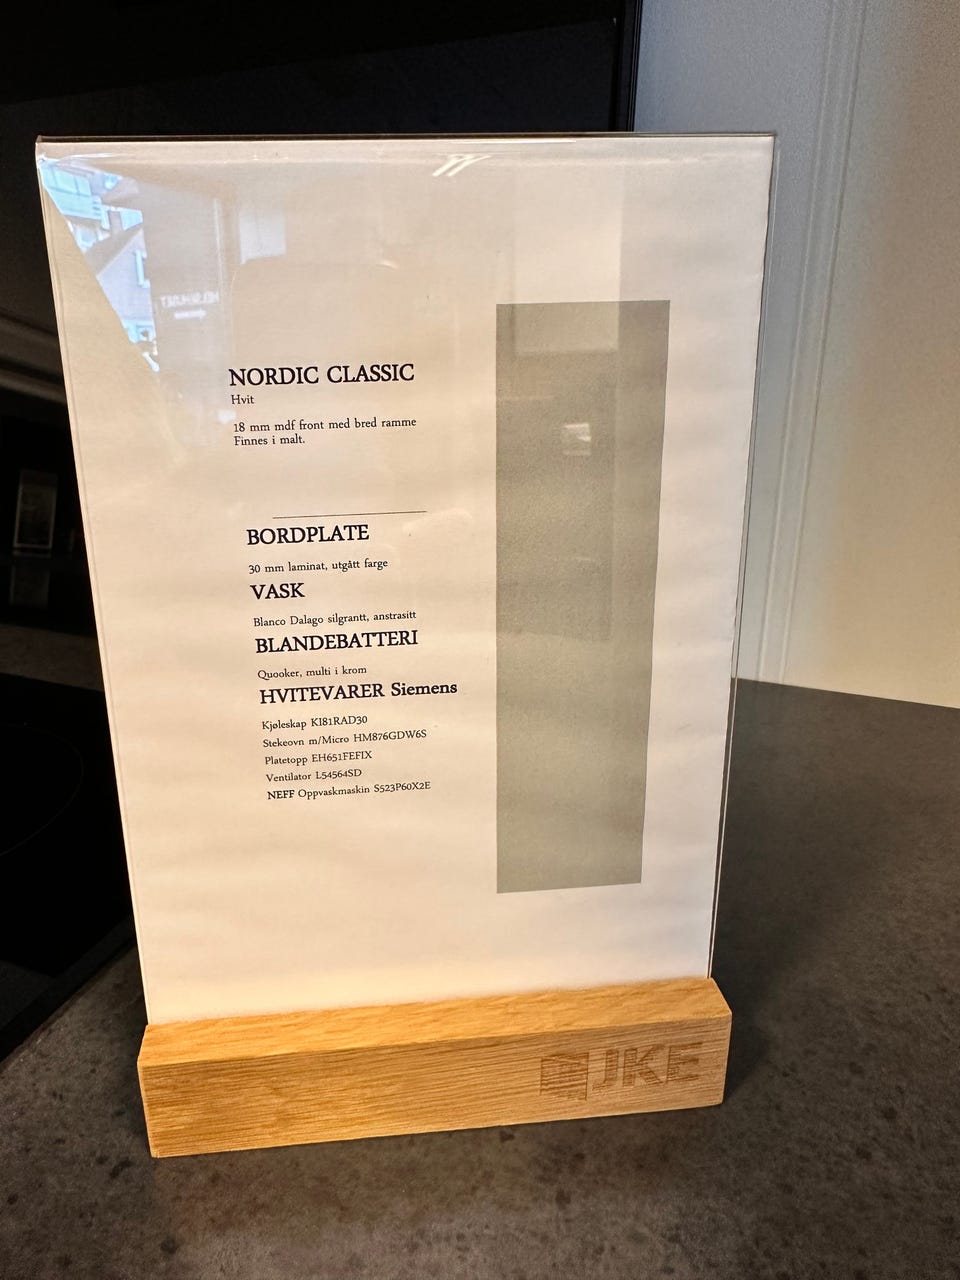 NORDIC CLASSIC
Hvit
18 mm mdf front med bred ramme
Finnes i malt.
BORDPLATE
30 mm laminat, utgått farge
VASK
Blanco Dalago silgrantt, anstrasitt
BLANDEBATTERI
Quooker, multi i krom
HVITEVARER Siemens
Kjøleskap KI81RAD30
Stekeovn m/Micro HM876GDW6S
Platetopp EH651FEFIX
Ventilator L54564SD
NEFF Oppvaskmaskin S523P60X2E
JKE